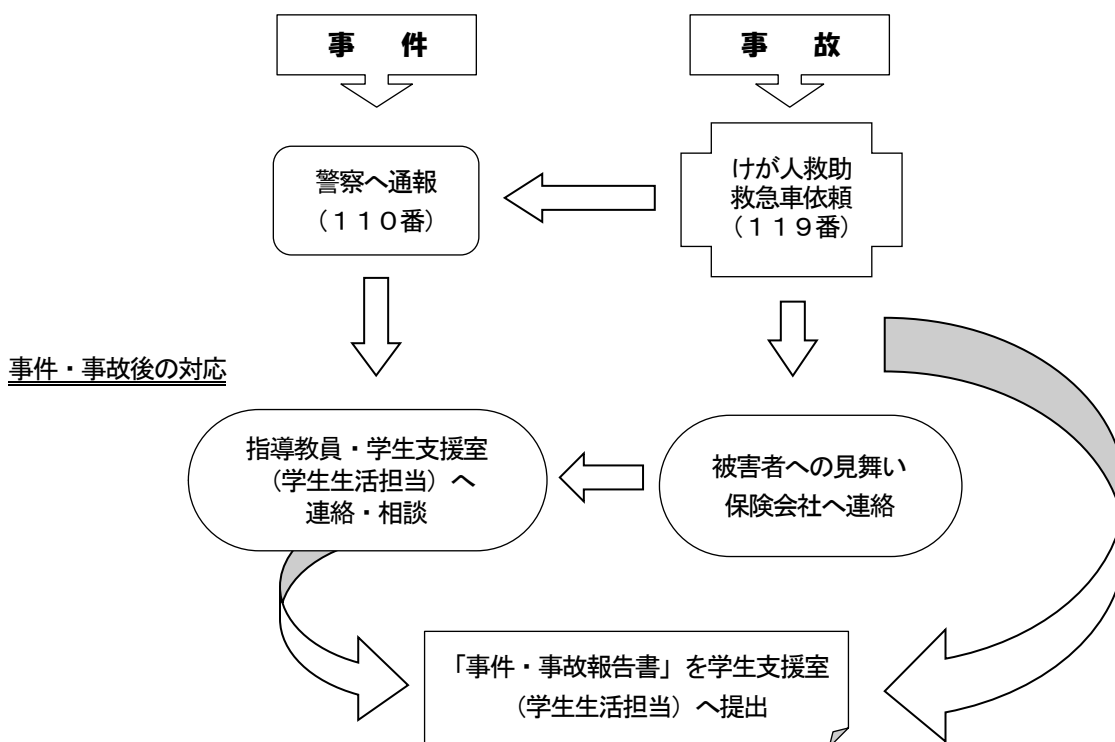 事　件
事　故
警察へ通報
（１１０番）
けが人救助
救急車依頼
（１１９番）
事件・事故後の対応
指導教員・学生支援室
（学生生活担当）へ
連絡・相談
被害者への見舞い
保険会社へ連絡
「事件・事故報告書」を学生支援室
（学生生活担当）へ提出